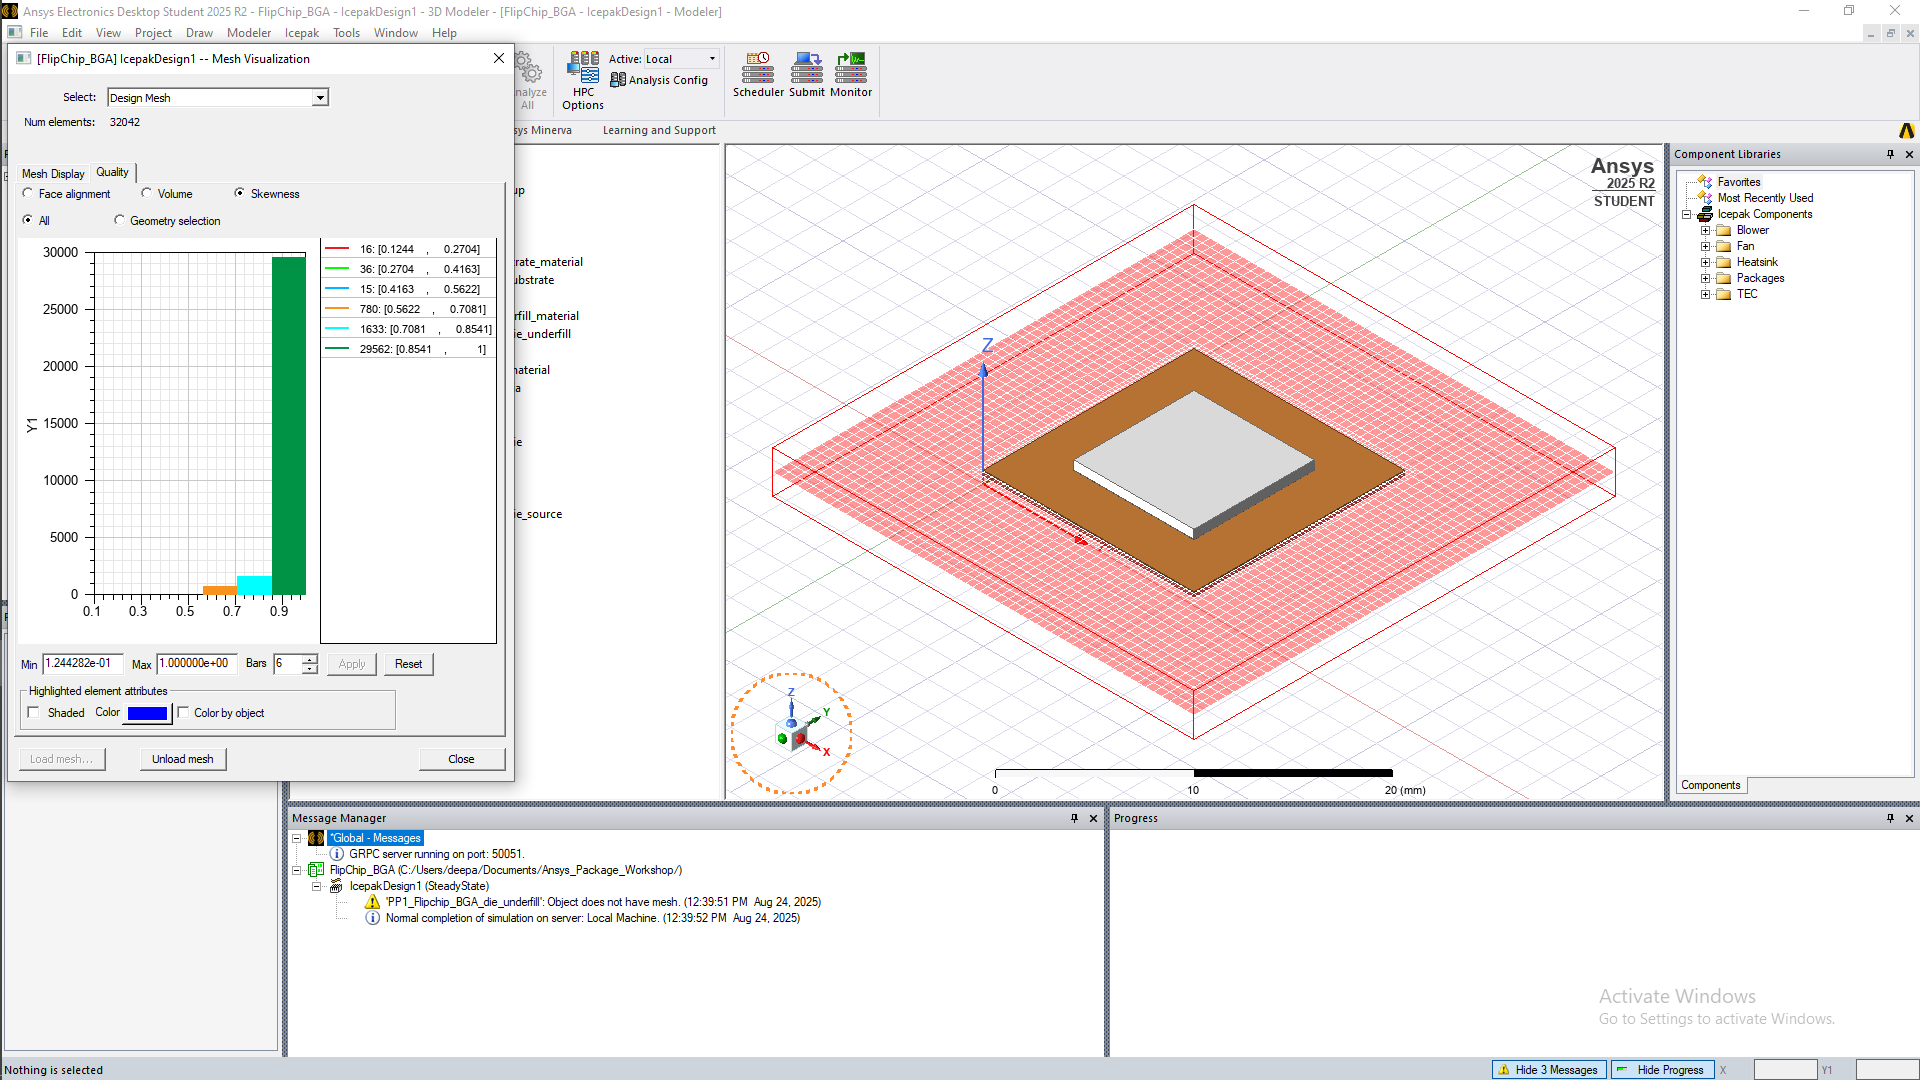 Ansys Electronics Desktop Student 2025 R2 - FlipChip_BGA - IcepakDesign1 - 3D Modeler - [FlipChip_BGA - IcepakDesign1 - Modeler]
File Edit View Project Draw Modeler Icepak Tools Window Help
[FlipChip_BGA] IcepakDesign1 -- Mesh Visualization
Select: Design Mesh
Num elements: 32042
Mesh Display Quality
Face alignment Volume Skewness
All Geometry selection
30000
25000
20000
15000
10000
5000
0
Y1
0.1 0.3 0.5 0.7 0.9
16: [0.1244 , 0.2704]
36: [0.2704 , 0.4163]
15: [0.4163 , 0.5622]
780: [0.5622 , 0.7081]
1633: [0.7081 , 0.8541]
29562: [0.8541 , 1]
Min 1.244282e-01 Max 1.000000e+00 Bars 6 Apply Reset
Highlighted element attributes
Shaded Color Color by object
Load mesh... Unload mesh Close
nalyze
All
HPC
Options
Active: Local
Analysis Config
Scheduler Submit Monitor
sys Minerva Learning and Support
up
rate_material
ubstrate
rfill_material
ie_underfill
naterial
a
ie
ie_source
Ansys
2025 R2
STUDENT
Z
Z
Y
X
0 10 20 (mm)
Component Libraries
Favorites
Most Recently Used
Icepak Components
Blower
Fan
Heatsink
Packages
TEC
Components
Message Manager
*Global - Messages
GRPC server running on port: 50051.
FlipChip_BGA (C:/Users/deepa/Documents/Ansys_Package_Workshop/)
IcepakDesign1 (SteadyState)
'PP1_Flipchip_BGA_die_underfill': Object does not have mesh. (12:39:51 PM Aug 24, 2025)
Normal completion of simulation on server: Local Machine. (12:39:52 PM Aug 24, 2025)
Progress
Activate Windows
Go to Settings to activate Windows.
Nothing is selected
Hide 3 Messages Hide Progress X Y1